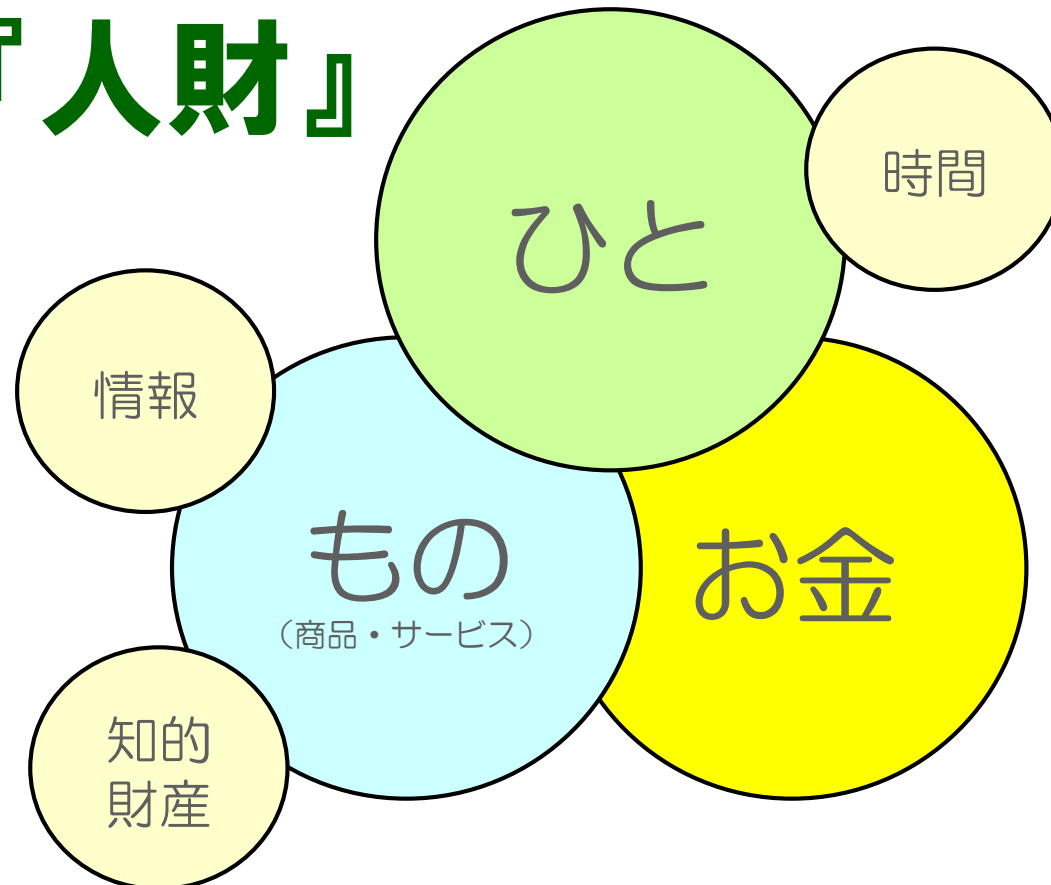 『人財』
ひと
時間
情報
もの
（商品・サービス）
お金
知的
財産